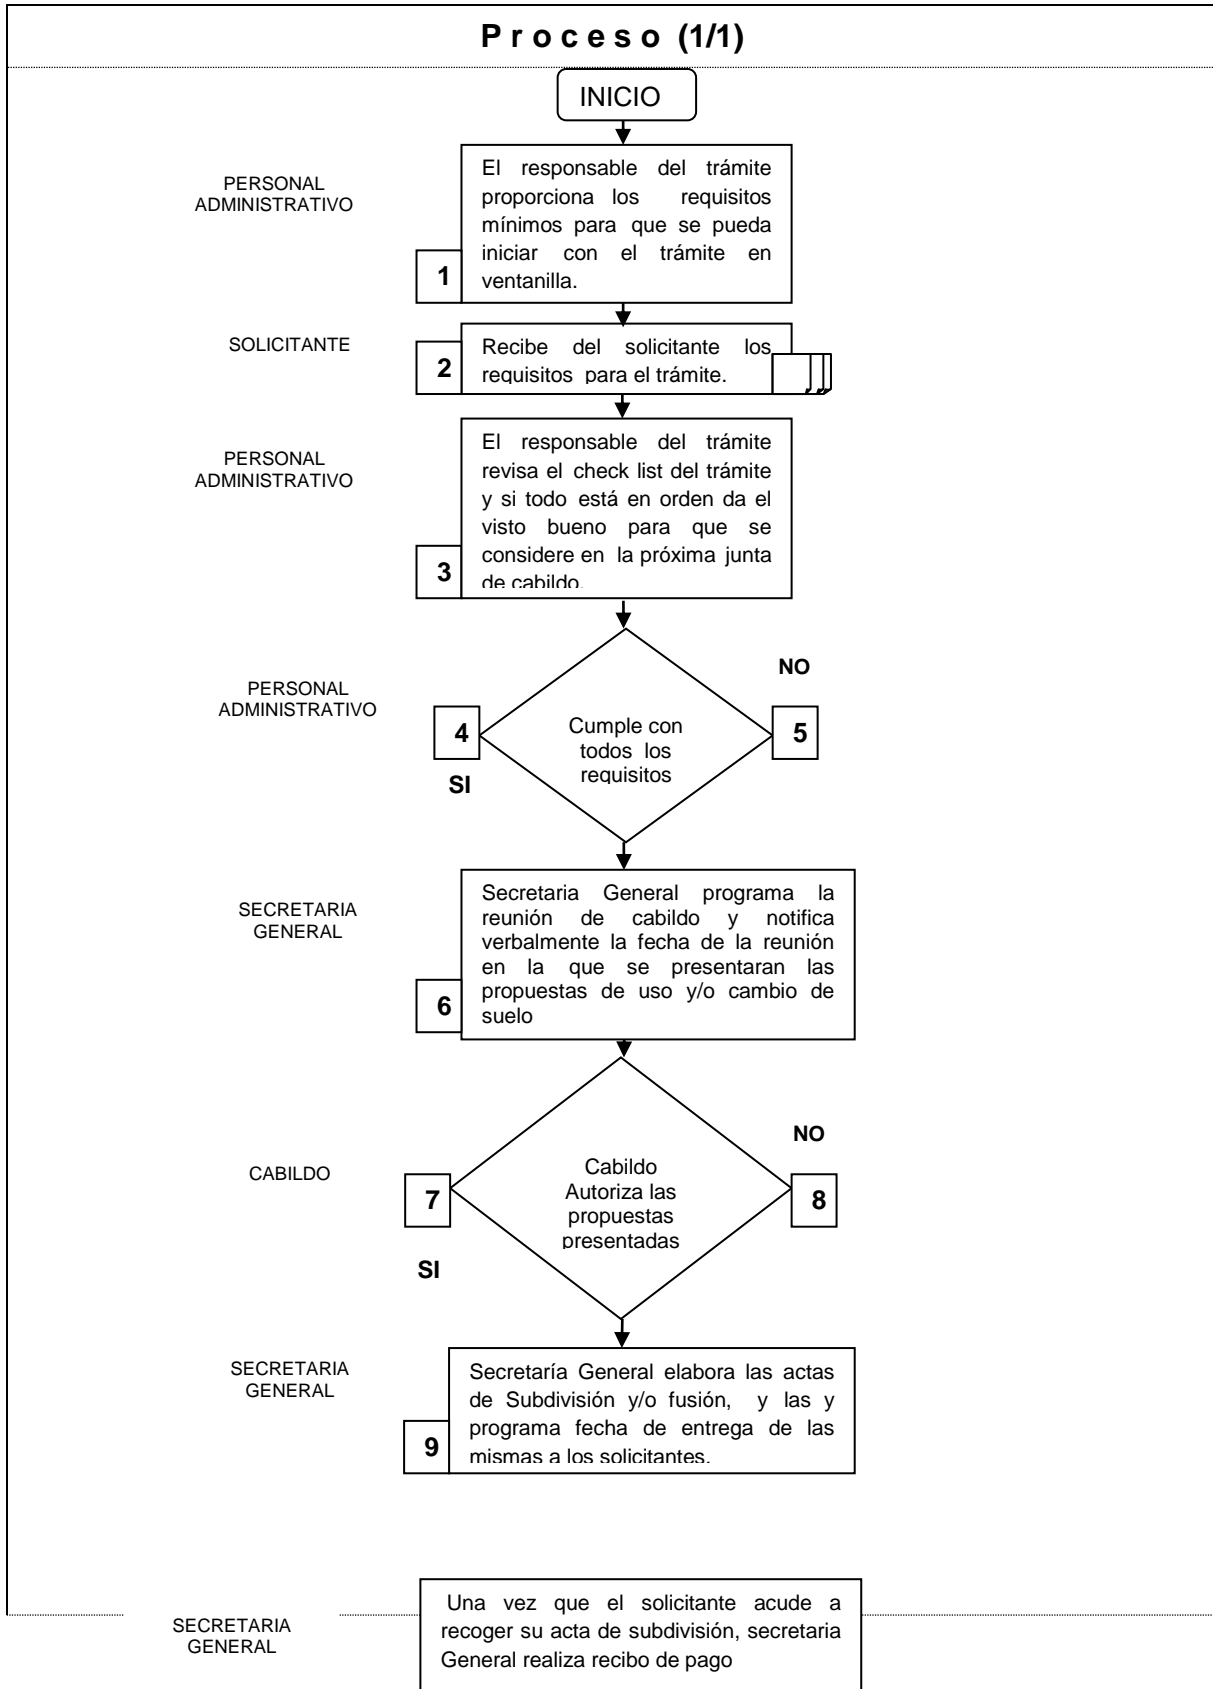 P r o c e s o (1/1)
INICIO
PERSONAL
ADMINISTRATIVO
El responsable del trámite
proporciona los requisitos
mínimos para que se pueda
iniciar con el trámite en
ventanilla.
1
SOLICITANTE
2
Recibe del solicitante los
requisitos para el trámite.
PERSONAL
ADMINISTRATIVO
El responsable del trámite
revisa el check list del trámite
y si todo está en orden da el
visto bueno para que se
considere en la próxima junta
de cabildo.
3
PERSONAL
ADMINISTRATIVO
4
SI
Cumple con
todos los
requisitos
NO
5
SECRETARIA
GENERAL
Secretaria General programa la
reunión de cabildo y notifica
verbalmente la fecha de la reunión
en la que se presentaran las
propuestas de uso y/o cambio de
suelo
6
CABILDO
7
SI
Cabildo
Autoriza las
propuestas
presentadas
NO
8
SECRETARIA
GENERAL
Secretaría General elabora las actas
de Subdivisión y/o fusión, y las y
programa fecha de entrega de las
mismas a los solicitantes.
9
SECRETARIA
GENERAL
Una vez que el solicitante acude a
recoger su acta de subdivisión, secretaria
General realiza recibo de pago